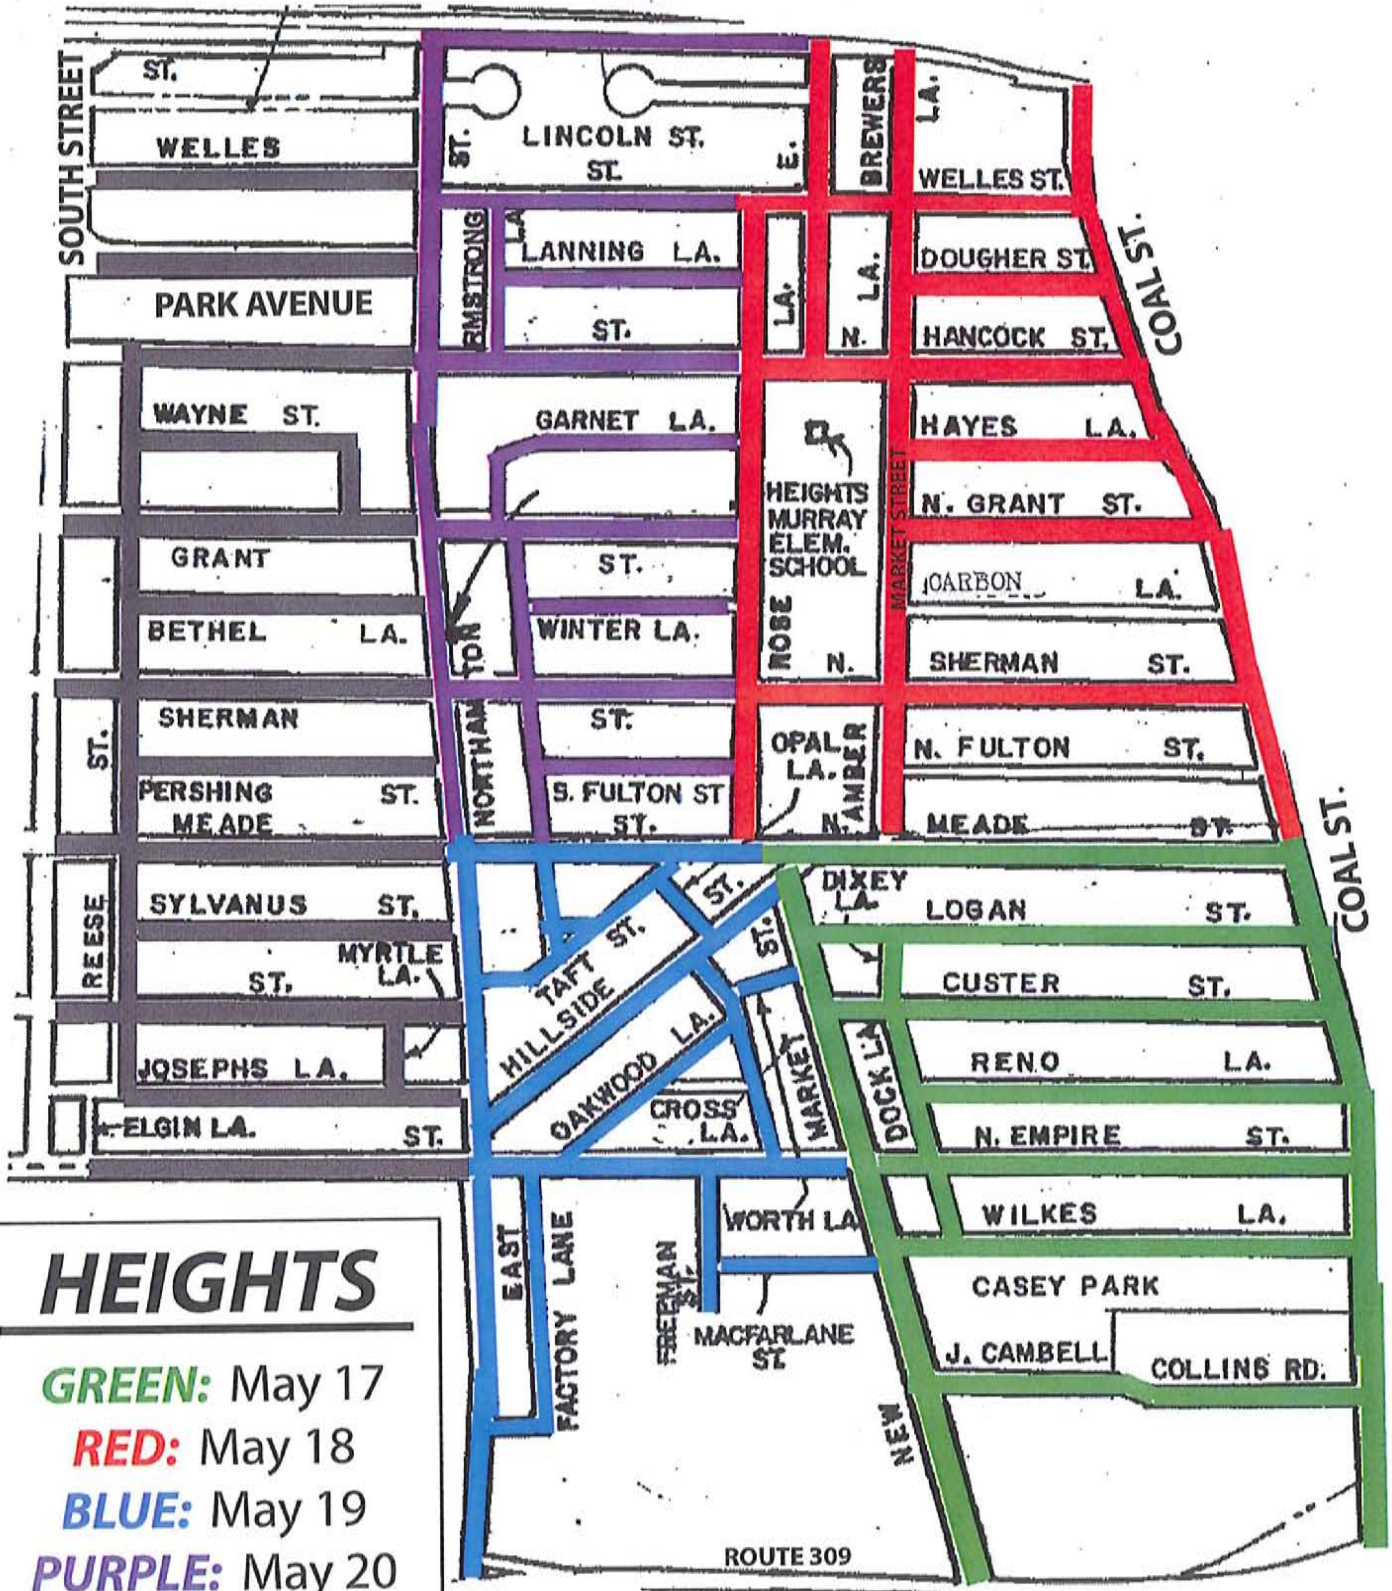 SOUTH STREET
ST.
WELLES
PARK AVENUE
WAYNE ST.
GRANT
BETHEL LA.
SHERMAN
ST.
PERSHING ST.
MEADE
SYLVANUS ST.
REESE
MYRTLE
LA.
ST.
JOSEPHS LA.
ELGIN LA.
ST.
ST.
LINCOLN ST.
ST.
E.
RMSTRONG
LA
LANNING LA.
ST.
GARNET LA.
ST.
WINTER LA.
NORTHAMTON
ST.
S. FULTON ST
ST.
BREWERS
LA.
WELLES ST.
LA.
N. LA.
DOUGHER ST.
HANCOCK ST.
COAL ST.
HAYES LA.
HEIGHTS
MURRAY
ELEM.
SCHOOL
MARKET STREET
N. GRANT ST.
CARBON LA.
ROSE
N.
SHERMAN ST.
OPAL
LA.
N. AMBER
N. FULTON ST.
MEADE ST.
COAL ST.
DIXEY
LA.
LOGAN ST.
ST.
ST.
TAFT
ST.
HILLSIDE
CUSTER ST.
OAKWOOD LA.
MARKET
DOCK LA
RENO LA.
CROSS
LA.
N. EMPIRE ST.
WORTH LA
WILKES LA.
EAST
FACTORY LANE
FREEMAN
ST.
MACFARLANE
ST.
CASEY PARK
J. CAMBELL
COLLINS RD.
NEW
ROUTE 309
HEIGHTS
GREEN: May 17
RED: May 18
BLUE: May 19
PURPLE: May 20